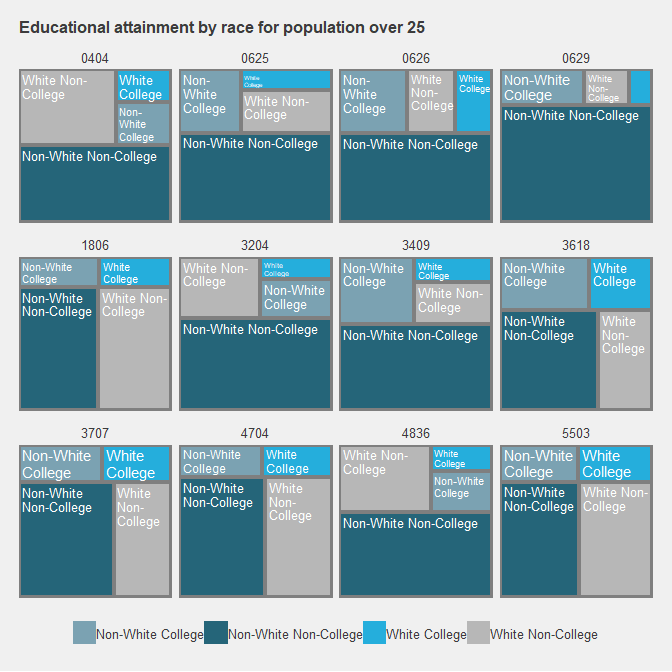 Educational attainment by race for population over 25
0404
0625
0626
0629
White Non-
College
White
College
Non-
White
College
Non-White Non-College
Non-
White
College
White
College
White Non-
College
Non-White Non-College
Non-
White
College
White
Non-
College
White
College
Non-White Non-College
Non-White
College
White
Non-
College
Non-White Non-College
1806
3204
3409
3618
Non-White
College
White
College
Non-White
Non-College
White Non-
College
White Non-
College
White
College
Non-White
College
Non-White Non-College
Non-White
College
White
College
White Non-
College
Non-White Non-College
Non-White
College
White
College
Non-White
Non-College
White
Non-
College
3707
4704
4836
5503
Non-White
College
White
College
Non-White
Non-College
White
Non-
College
Non-White
College
White
College
Non-White
Non-College
White
Non-
College
White Non-
College
White
College
Non-White
College
Non-White Non-College
Non-White
College
White
College
Non-White
Non-College
White Non-
College
Non-White College
Non-White Non-College
White College
White Non-College